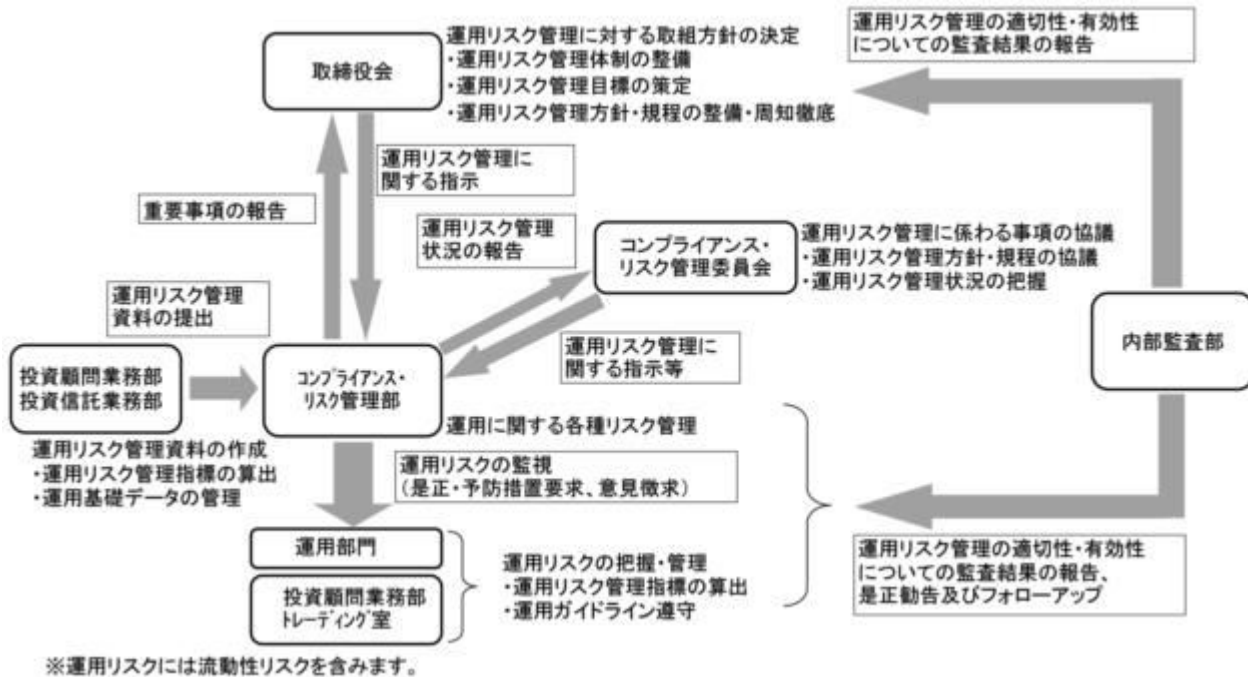 取締役会
運用リスク管理に対する取組方針の決定
・運用リスク管理体制の整備
・運用リスク管理目標の策定
・運用リスク管理方針・規程の整備・周知徹底
運用リスク管理の適切性・有効性
についての監査結果の報告
運用リスク管理に
関する指示
重要事項の報告
運用リスク管理
状況の報告
コンプライアンス・
リスク管理委員会
運用リスク管理に係わる事項の協議
・運用リスク管理方針・規程の協議
・運用リスク管理状況の把握
運用リスク管理
資料の提出
運用リスク管理に
関する指示等
内部監査部
投資顧問業務部
投資信託業務部
コンプライアンス・
リスク管理部
運用に関する各種リスク管理
運用リスク管理資料の作成
・運用リスク管理指標の算出
・運用基礎データの管理
運用リスクの監視
(是正・予防措置要求、意見徴求)
運用部門
投資顧問業務部
トレーディング室
運用リスクの把握・管理
・運用リスク管理指標の算出
・運用ガイドライン遵守
運用リスク管理の適切性・有効性
についての監査結果の報告、
是正勧告及びフォローアップ
※運用リスクには流動性リスクを含みます。